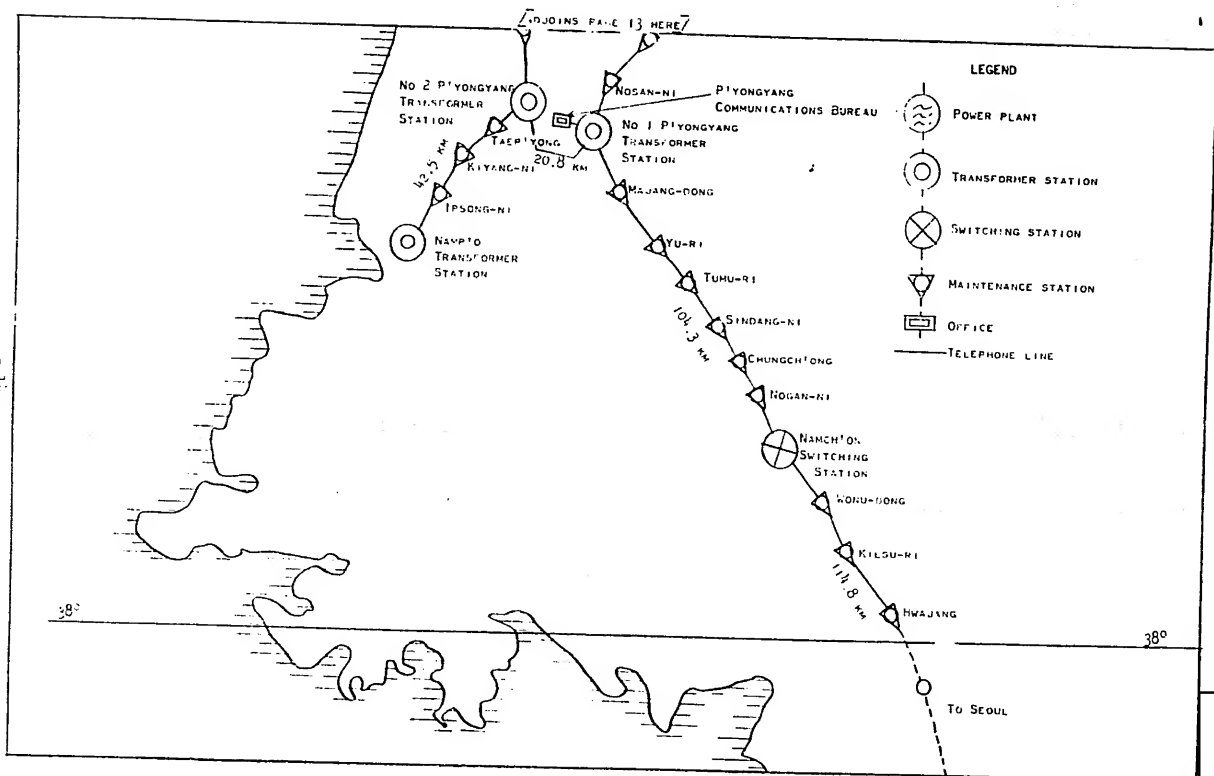 /ADJOINS PAGE 13 HERE/
No 2 P'YONGYANG
TRANSFORMER
STATION
NOSAN-NI
P'YONGYANG
COMMUNICATIONS BUREAU
No 1 P'YONGYANG
TRANSFORMER
STATION
TAEP'YONG
20.8 KM
KIYANG-NI
42.5 KM
IPSONG-NI
NAMP'O
TRANSFORMER
STATION
MAJANG-DONG
YU-RI
TUMU-RI
SINDANG-NI
104.3 KM
CHUNGCH'ONG
NOGAN-NI
NAMCH'ON
SWITCHING
STATION
WONU-DONG
KILSU-RI
114.8 KM
HWAJANG
38°
38°
TO SEOUL
LEGEND
POWER PLANT
TRANSFORMER STATION
SWITCHING STATION
MAINTENANCE STATION
OFFICE
TELEPHONE LINE